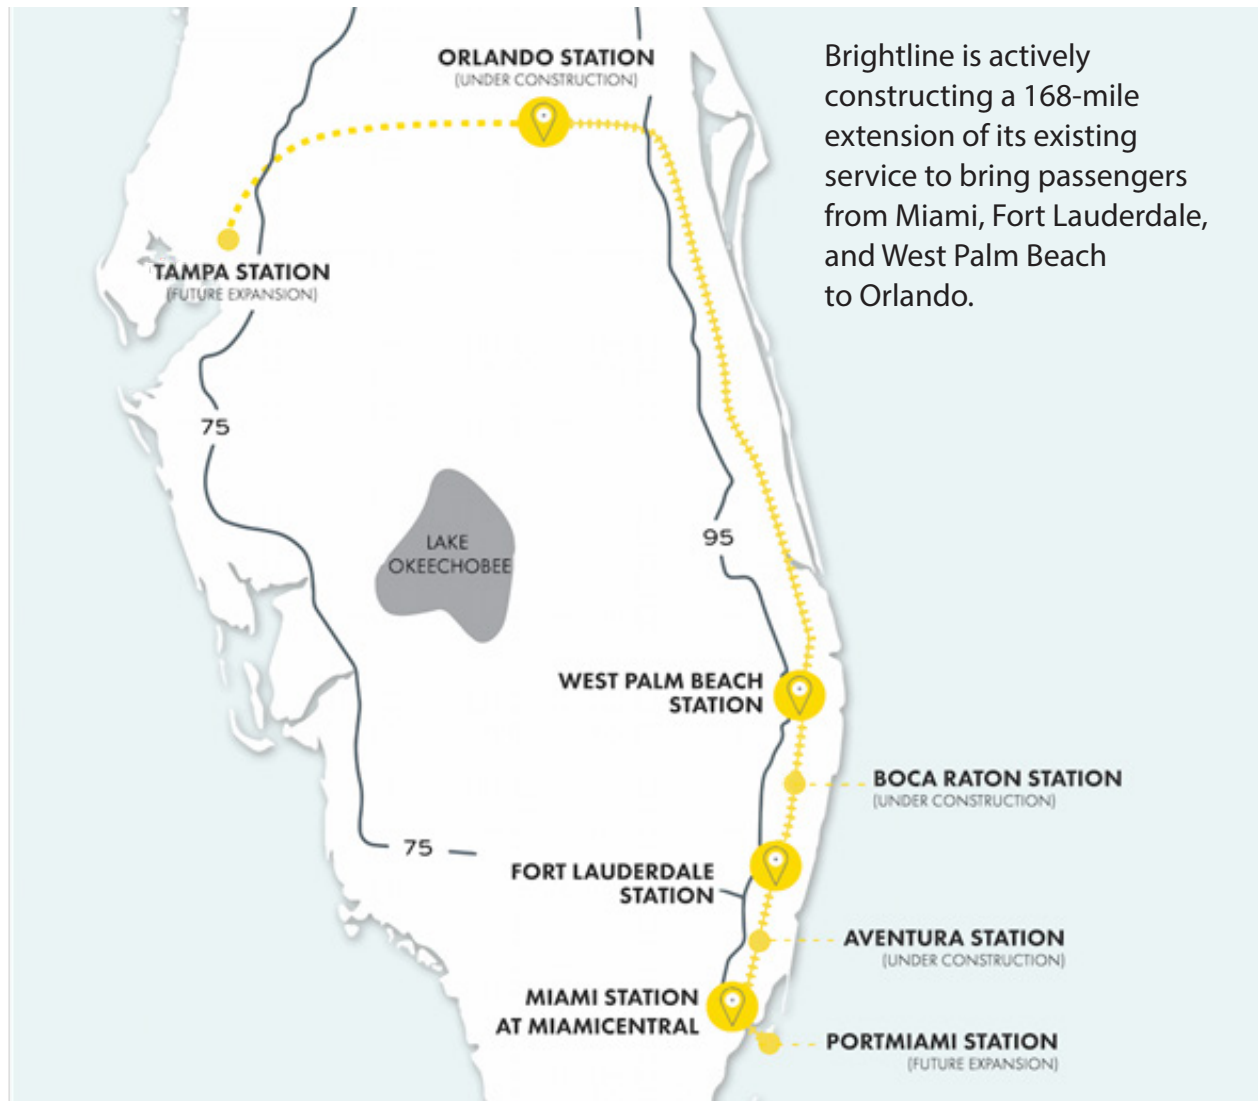 ORLANDO STATION
(UNDER CONSTRUCTION)
Brightline is actively
constructing a 168-mile
extension of its existing
service to bring passengers
from Miami, Fort Lauderdale,
and West Palm Beach
to Orlando.
TAMPA STATION
(FUTURE EXPANSION)
75
95
LAKE
OKEECHOBEE
WEST PALM BEACH
STATION
BOCA RATON STATION
(UNDER CONSTRUCTION)
75
FORT LAUDERDALE
STATION
AVENTURA STATION
(UNDER CONSTRUCTION)
MIAMI STATION
AT MIAMICENTRAL
PORTMIAMI STATION
(FUTURE EXPANSION)